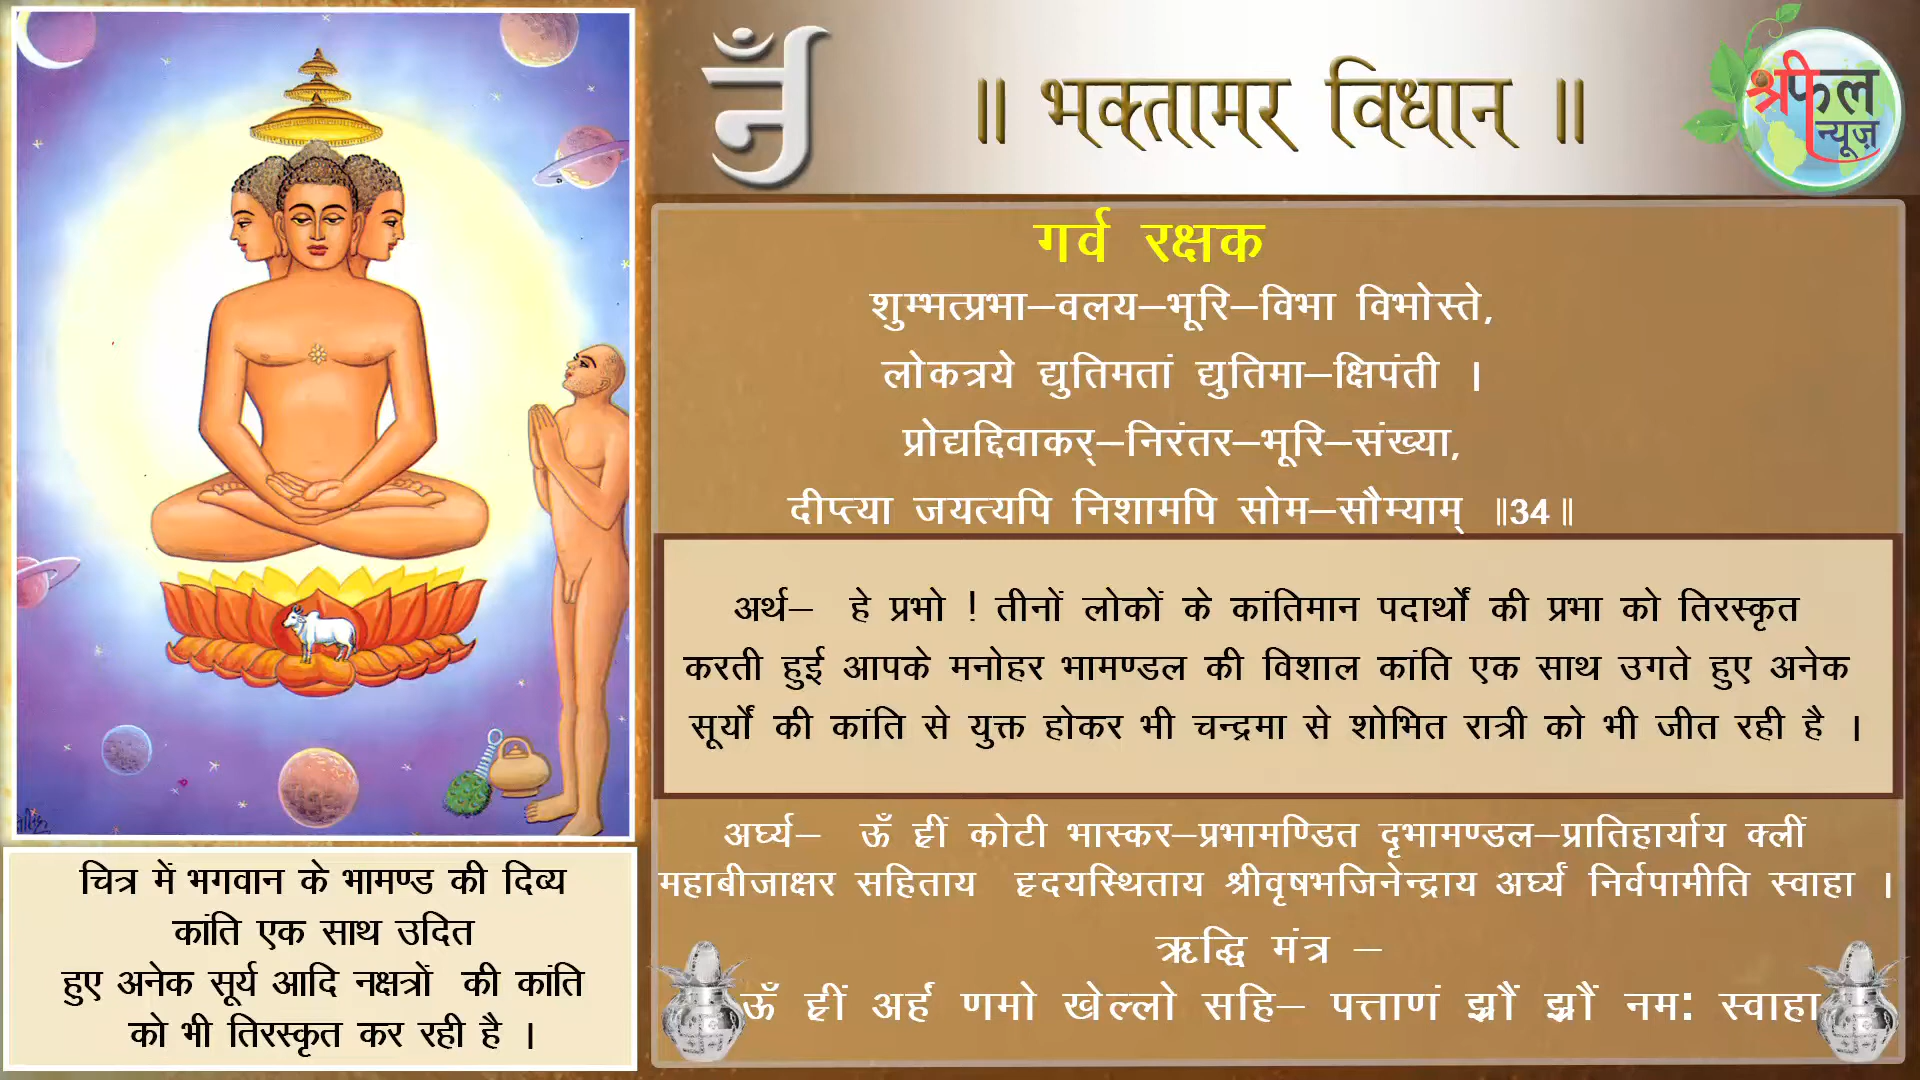 ॥ भक्तामर विधान ॥
श्रीफल
न्यूज़
गर्व रक्षक
शुम्भत्प्रभा–वलय–भूरि–विभा विभोस्ते,
लोकत्रये द्युतिमतां द्युतिमा–क्षिपंती ।
प्रोद्यद्दिवाकर्–निरंतर–भूरि–संख्या,
दीप्त्या जयत्यपि निशामपि सोम–सौम्याम् ॥34॥
अर्थ– हे प्रभो ! तीनों लोकों के कांतिमान पदार्थों की प्रभा को तिरस्कृत
करती हुई आपके मनोहर भामण्डल की विशाल कांति एक साथ उगते हुए अनेक
सूर्यों की कांति से युक्त होकर भी चन्द्रमा से शोभित रात्री को भी जीत रही है ।
अर्घ्य– ऊँ ह्रीं कोटी भास्कर–प्रभामण्डित दृभामण्डल–प्रातिहार्याय क्लीं
महाबीजाक्षर सहिताय हृदयस्थिताय श्रीवृषभजिनेन्द्राय अर्घ्यं निर्वपामीति स्वाहा ।
ऋद्धि मंत्र –
ऊँ ह्रीं अर्हं णमो खेल्लो सहि– पत्ताणं झ्रौं झ्रौं नम: स्वाहा
चित्र में भगवान के भामण्ड की दिव्य
कांति एक साथ उदित
हुए अनेक सूर्य आदि नक्षत्रों की कांति
को भी तिरस्कृत कर रही है ।